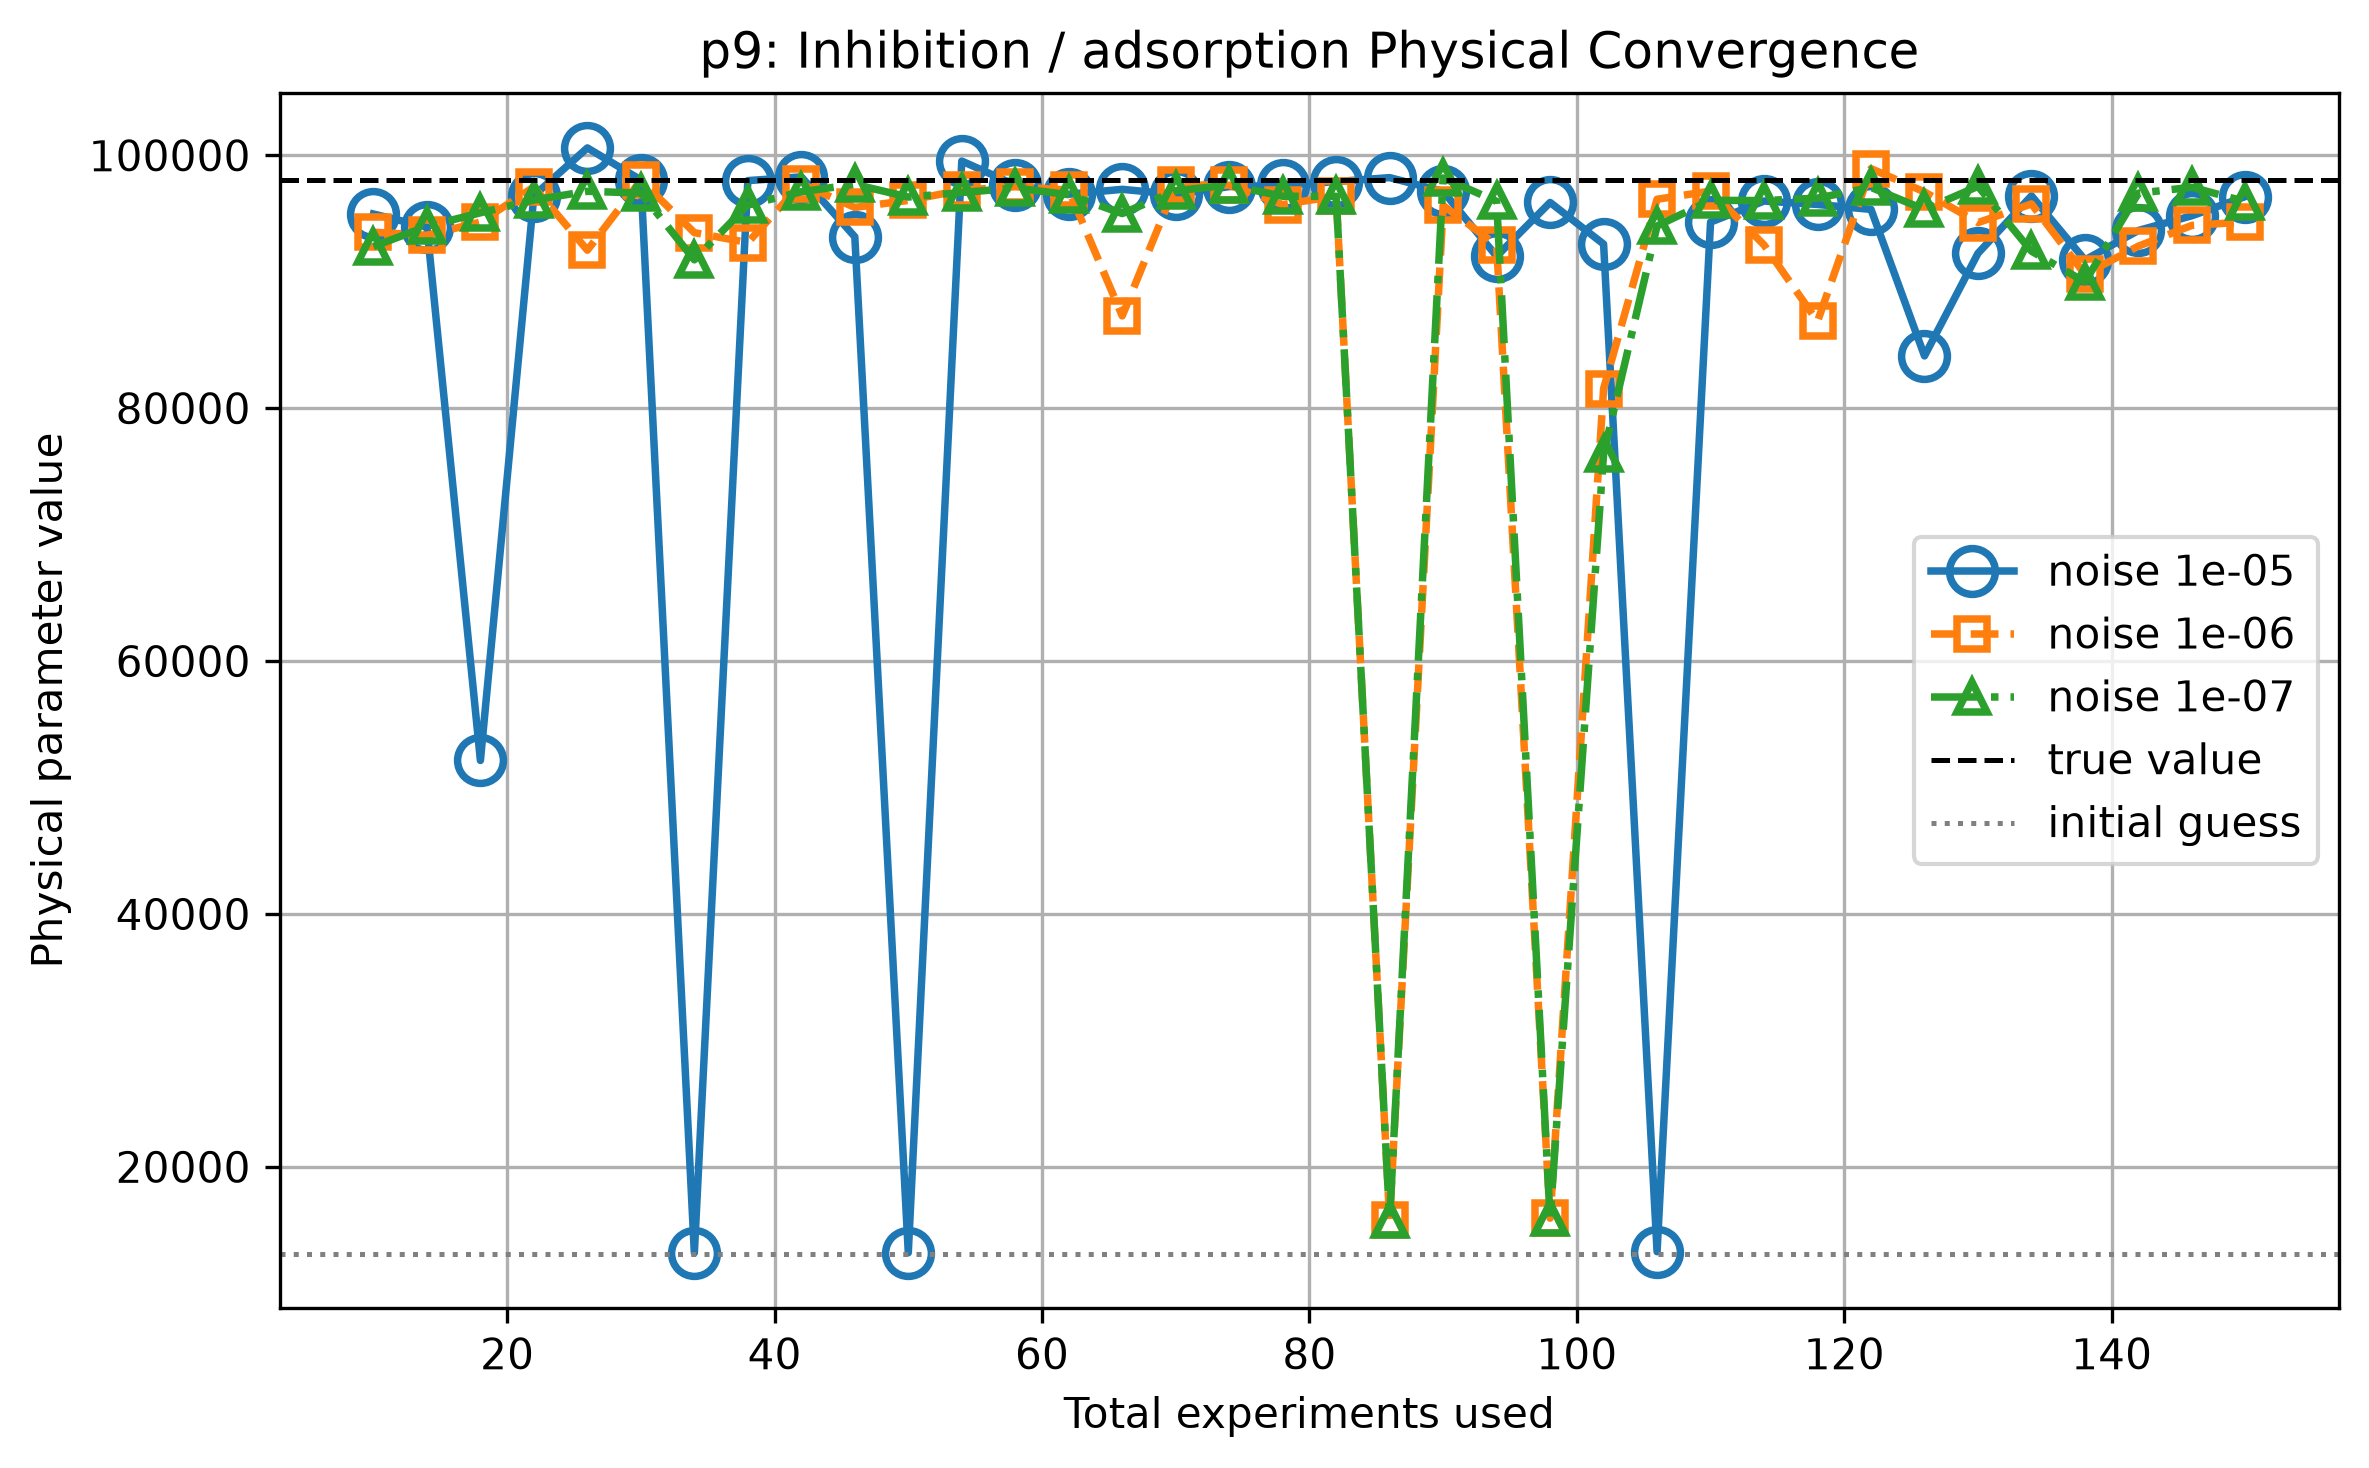 p9: Inhibition / adsorption Physical Convergence
100000
80000
60000
40000
20000
Physical parameter value
20 40 60 80 100 120 140
Total experiments used
noise 1e-05
noise 1e-06
noise 1e-07
true value
initial guess